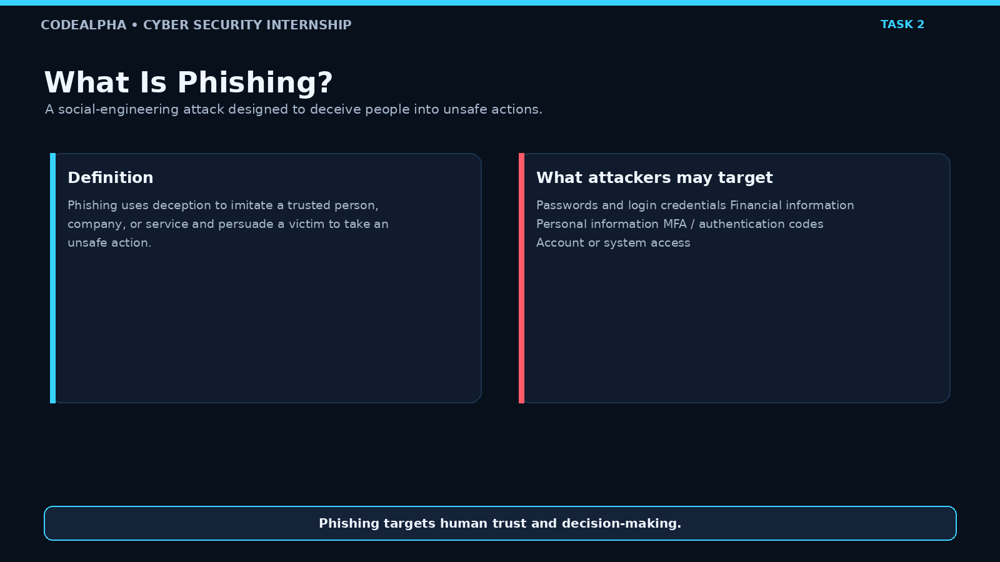 CODEALPHA • CYBER SECURITY INTERNSHIP
TASK 2
What Is Phishing?
A social-engineering attack designed to deceive people into unsafe actions.
Definition
Phishing uses deception to imitate a trusted person,
company, or service and persuade a victim to take an
unsafe action.
What attackers may target
Passwords and login credentials Financial information
Personal information MFA / authentication codes
Account or system access
Phishing targets human trust and decision-making.